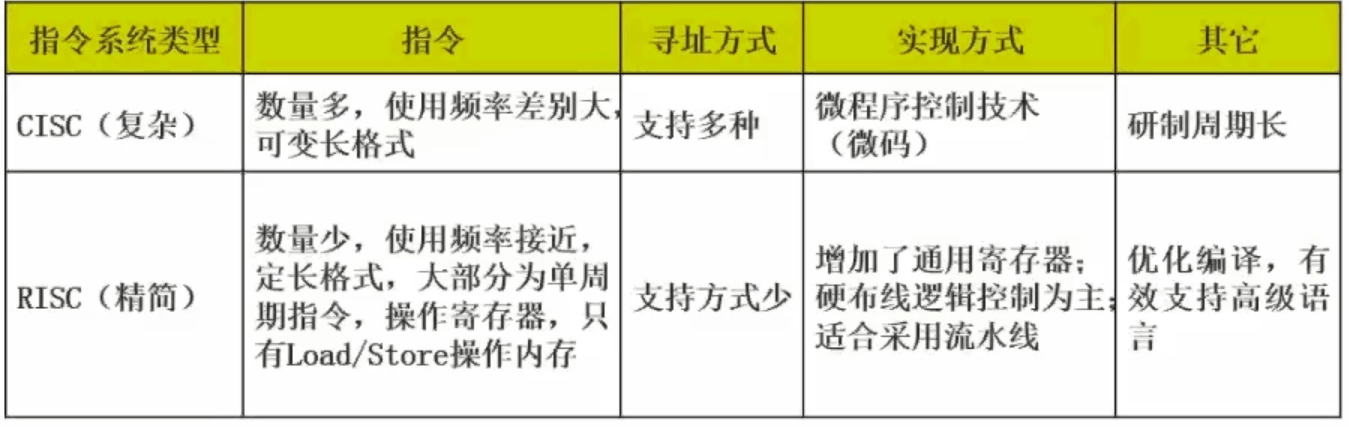 指令系统类型
指令
寻址方式
实现方式
其它
CISC（复杂）
数量多，使用频率差别大，
可变长格式
支持多种
微程序控制技术
（微码）
研制周期长
RISC（精简）
数量少，使用频率接近，
定长格式，大部分为单周
期指令，操作寄存器，只
有Load/Store操作内存
支持方式少
增加了通用寄存器；
硬布线逻辑控制为主；
适合采用流水线
优化编译，有
效支持高级语
言